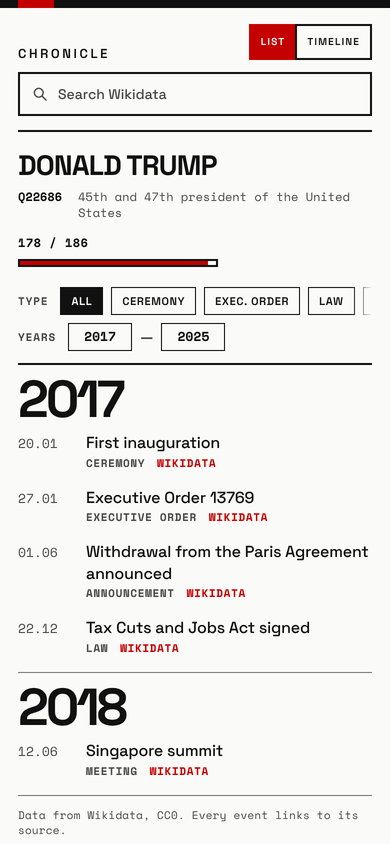 CHRONICLE
LIST
TIMELINE
Search Wikidata
DONALD TRUMP
Q22686 45th and 47th president of the United
States
178 / 186
TYPE ALL CEREMONY EXEC. ORDER LAW
YEARS 2017 — 2025
2017
20.01 First inauguration
CEREMONY WIKIDATA
27.01 Executive Order 13769
EXECUTIVE ORDER WIKIDATA
01.06 Withdrawal from the Paris Agreement
announced
ANNOUNCEMENT WIKIDATA
22.12 Tax Cuts and Jobs Act signed
LAW WIKIDATA
2018
12.06 Singapore summit
MEETING WIKIDATA
Data from Wikidata, CC0. Every event links to its
source.